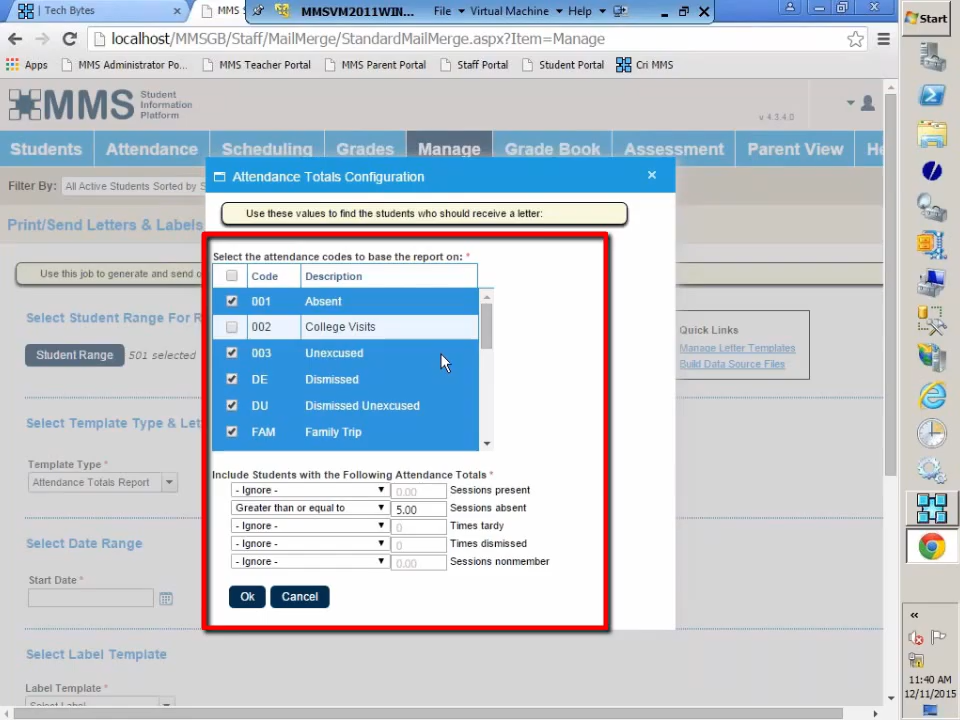 Tech Bytes
MMS S
MMSVM2011WIN...
File
Virtual Machine
Help
Start
localhost/MMSGB/Staff/MailMerge/StandardMailMerge.aspx?Item=Manage
Apps
MMS Administrator Po...
MMS Teacher Portal
MMS Parent Portal
Staff Portal
Student Portal
Cri MMS
MMS
Student
Information
Platform
v 4.3.4.0
Students
Attendance
Scheduling
Grades
Manage
Grade Book
Assessment
Parent View
He
Filter By:
All Active Students Sorted by S
Attendance Totals Configuration
Use these values to find the students who should receive a letter:
Print/Send Letters & Labels
Use this job to generate and send o
Select the attendance codes to base the report on: *
Code
Description
001
Absent
002
College Visits
003
Unexcused
DE
Dismissed
DU
Dismissed Unexcused
FAM
Family Trip
Select Student Range For R
Student Range
501 selected
Quick Links
Manage Letter Templates
Build Data Source Files
Select Template Type & Let
Template Type *
Attendance Totals Report
Include Students with the Following Attendance Totals *
- Ignore -
0.00
Sessions present
Greater than or equal to
5.00
Sessions absent
- Ignore -
0
Times tardy
- Ignore -
0
Times dismissed
- Ignore -
0.00
Sessions nonmember
Select Date Range
Start Date *
Ok
Cancel
Select Label Template
Label Template *
Select Label
11:40 AM
12/11/2015